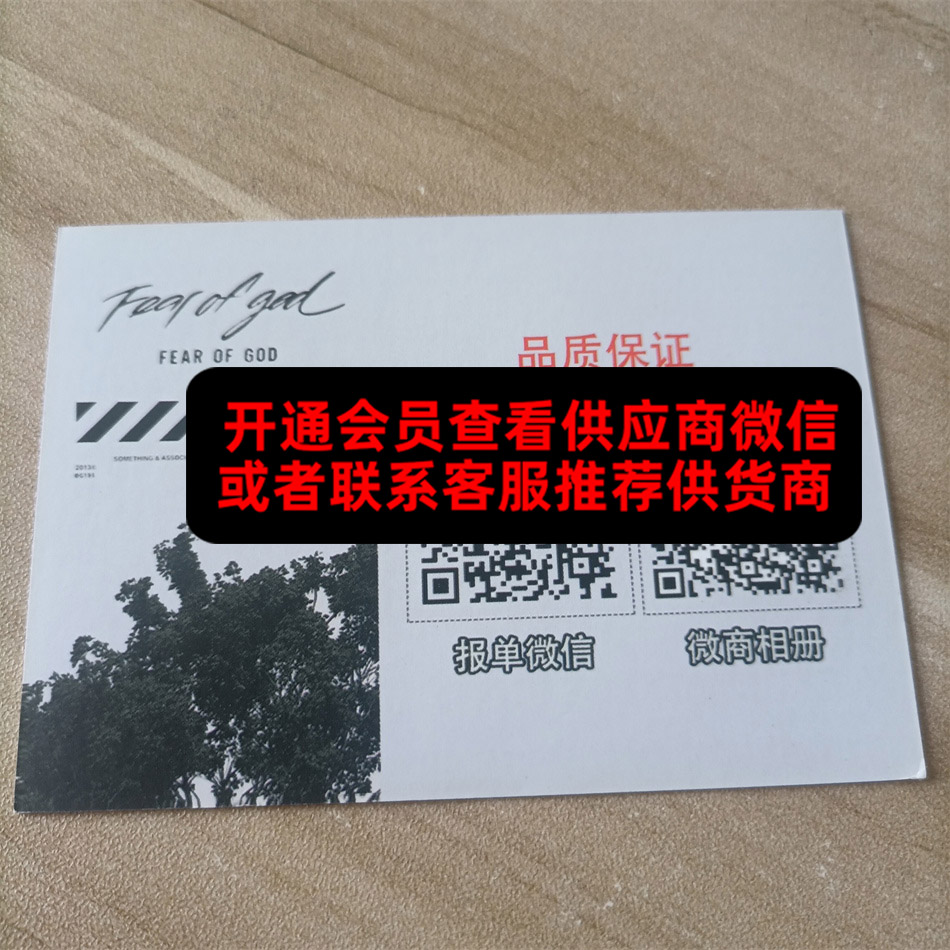 Fear of god
FEAR OF GOD
品质保证
开通会员查看供应商微信
或者联系客服推荐供货商
SOMETHING & ASSOC
报单微信
微商相册